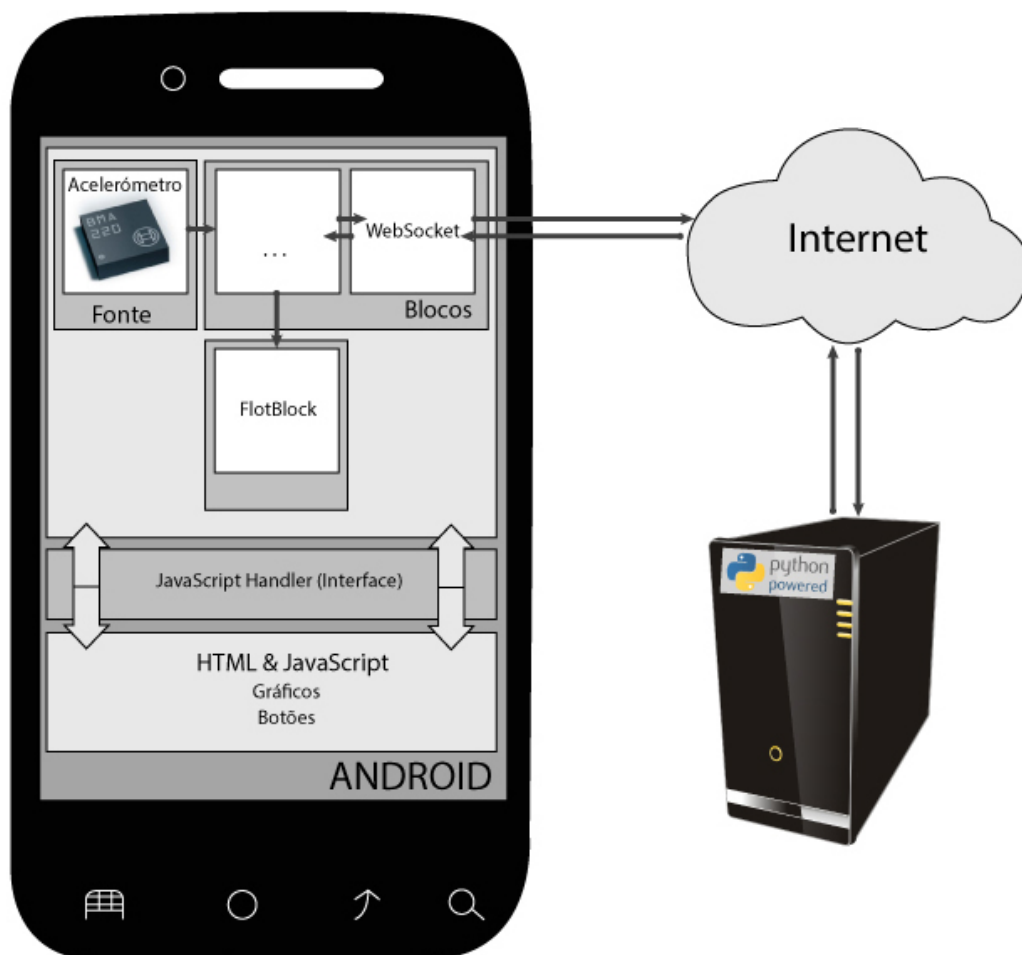 Acelerómetro
BMA
220
Fonte
...
WebSocket
Blocos
FlotBlock
JavaScript Handler (Interface)
HTML & JavaScript
Gráficos
Botões
ANDROID
Internet
python
powered